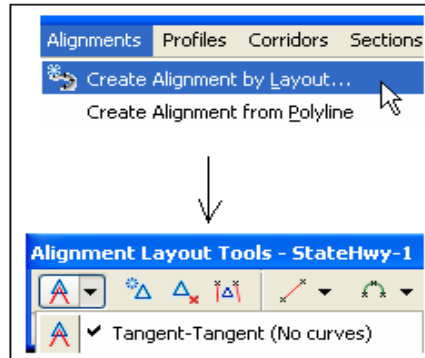 Alignments Profiles Corridors Sections
Create Alignment by Layout...
Create Alignment from Polyline
Alignment Layout Tools - StateHwy-1
Tangent-Tangent (No curves)